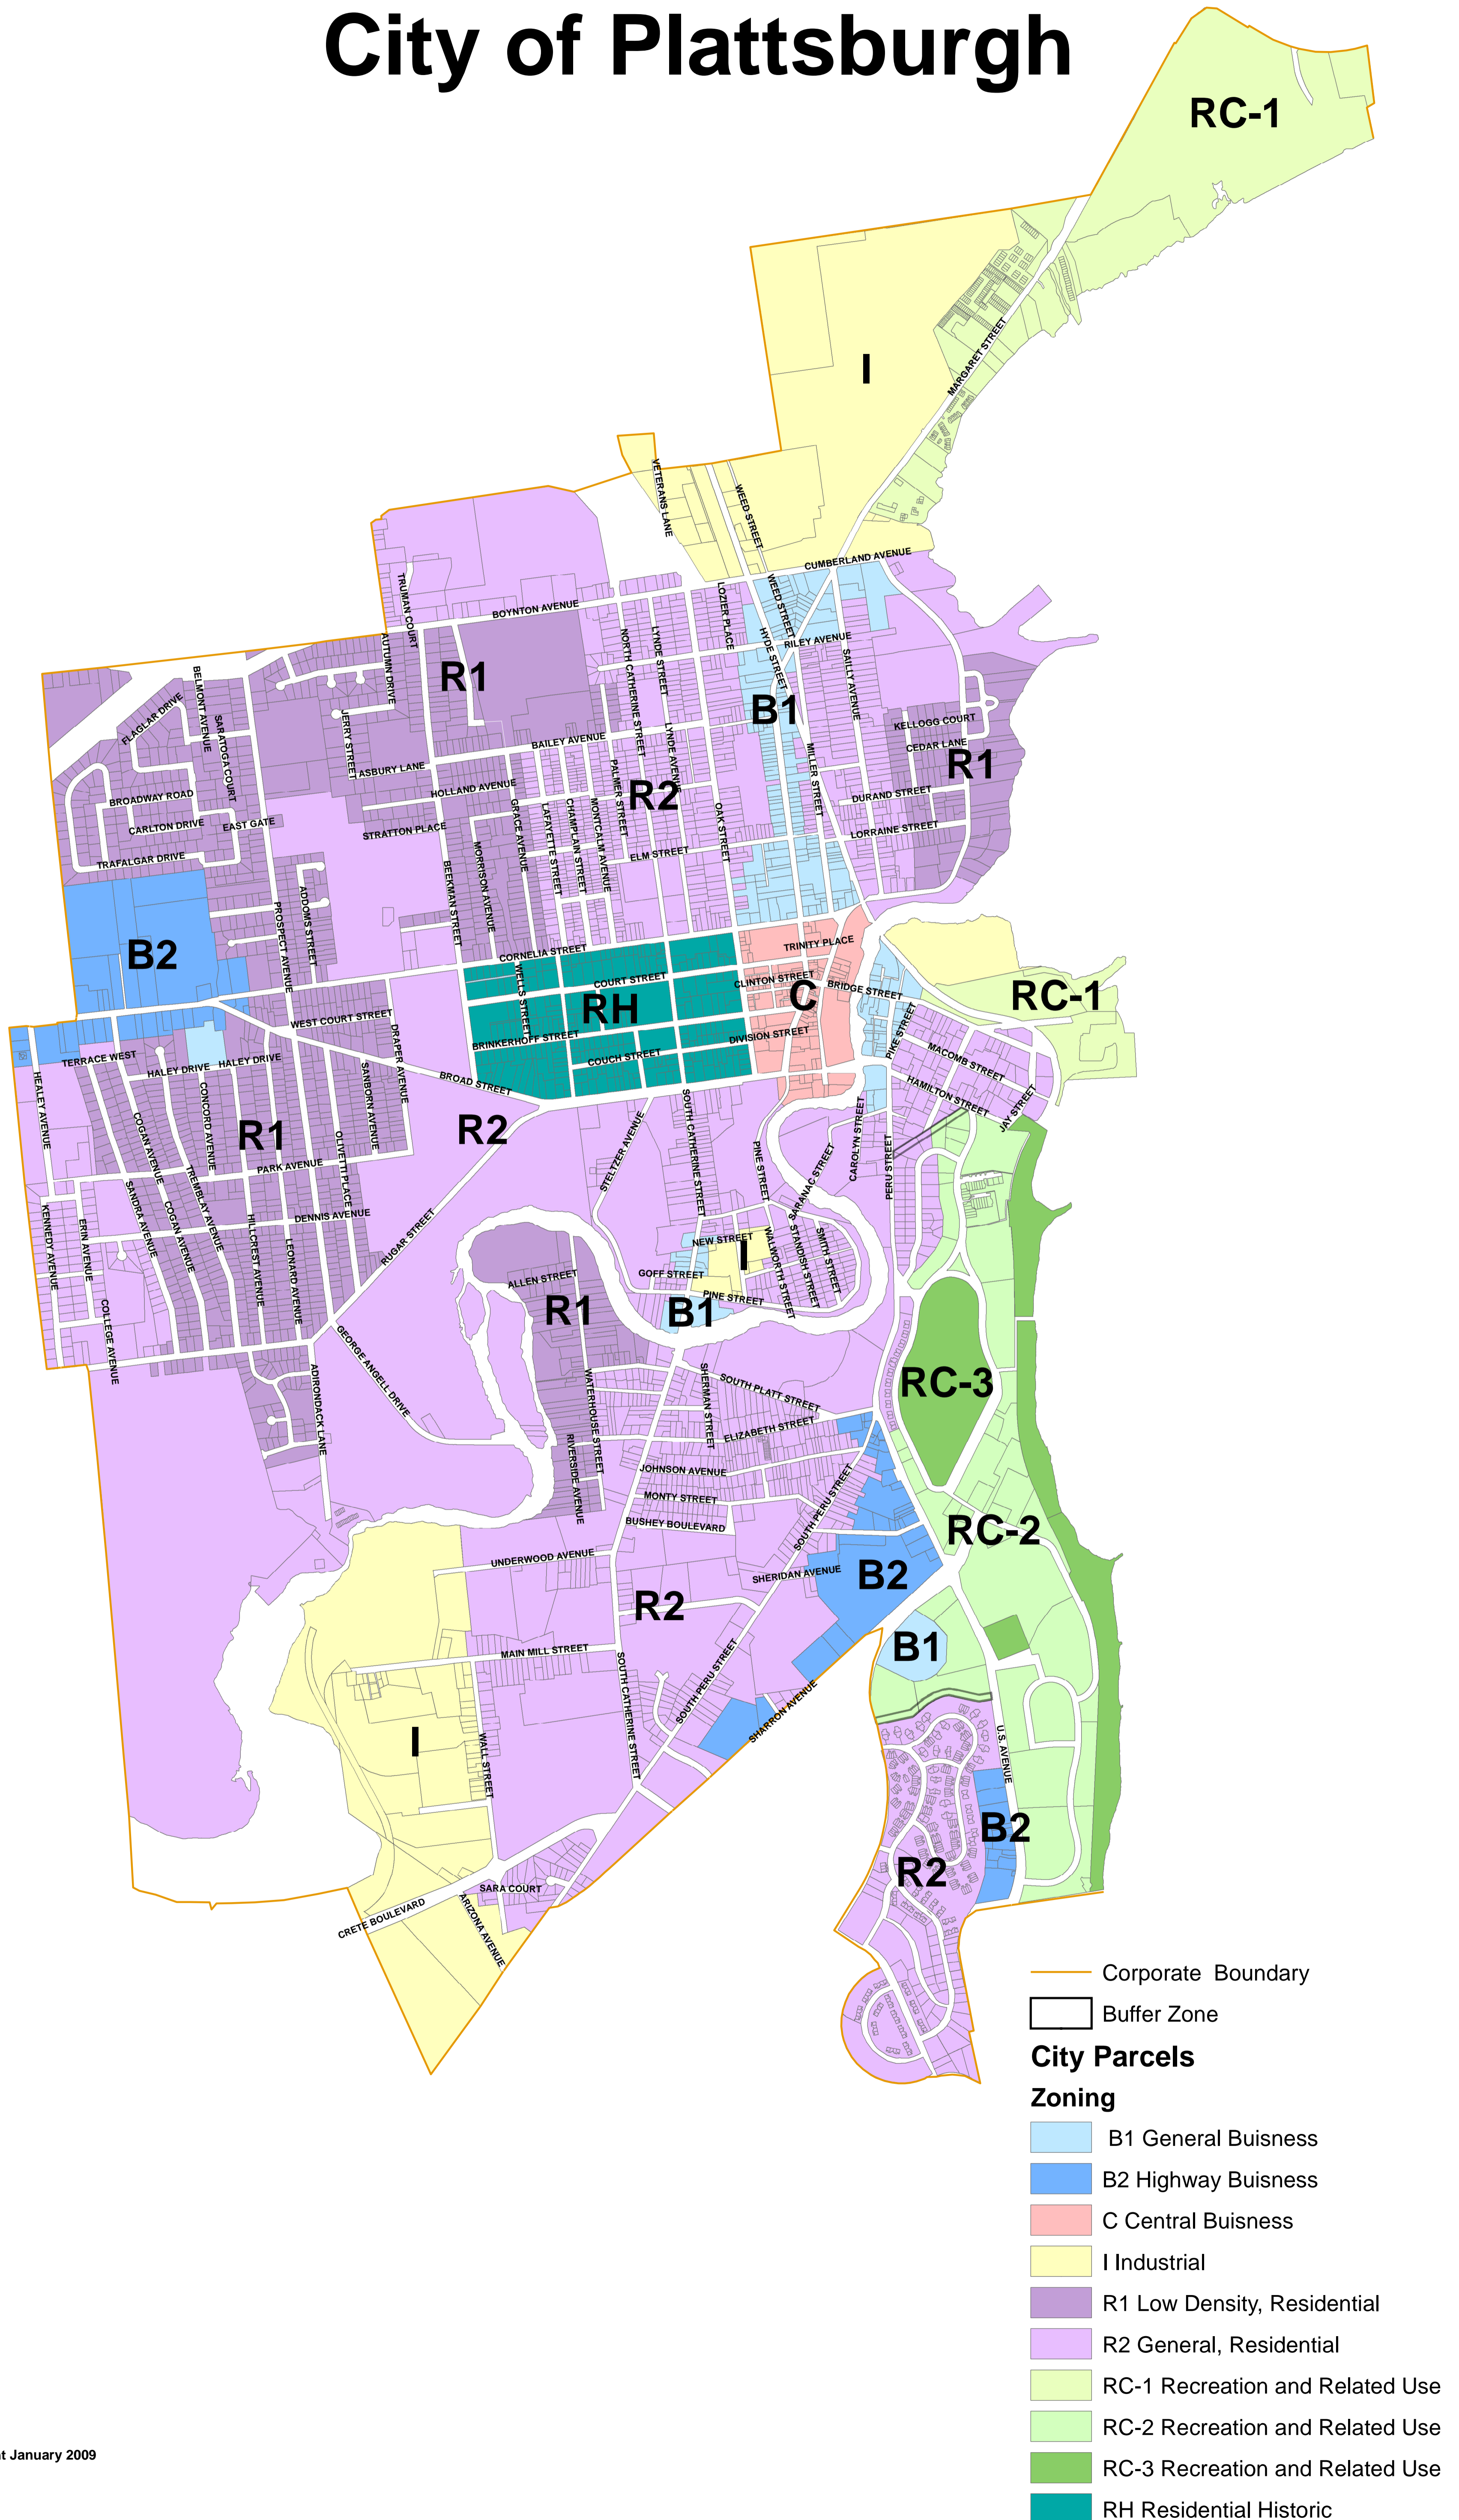 City of Plattsburgh
RC-1
I
MARGARET STREET
VETERANS LANE
WEED STREET
CUMBERLAND AVENUE
TRUMAN COURT
BOYNTON AVENUE
LOZIER PLACE
WEED STREET
HYDE STREET
RILEY AVENUE
NORTH CATHERINE STREET
LYNDE STREET
SAILLY AVENUE
AUTUMN DRIVE
R1
BELMONT AVENUE
FLAGLAR DRIVE
SARATOGA COURT
JERRY STREET
B1
KELLOGG COURT
CEDAR LANE
BAILEY AVENUE
LYNDE AVENUE
MILLER STREET
R1
ASBURY LANE
PALMER STREET
HOLLAND AVENUE
R2
DURAND STREET
BROADWAY ROAD
GRACE AVENUE
LAFAYETTE STREET
CHAMPLAIN STREET
MONTCALM AVENUE
OAK STREET
CARLTON DRIVE
EAST GATE
STRATTON PLACE
LORRAINE STREET
TRAFALGAR DRIVE
MORRISON AVENUE
ELM STREET
BEEKMAN STREET
ADDOMS STREET
PROSPECT AVENUE
B2
CORNELIA STREET
TRINITY PLACE
WELLS STREET
COURT STREET
CLINTON STREET
BRIDGE STREET
RH
C
RC-1
WEST COURT STREET
BRINKERHOFF STREET
DIVISION STREET
PIKE STREET
DRAPER AVENUE
TERRACE WEST
COUCH STREET
MACOMB STREET
HALEY DRIVE
HALEY DRIVE
BROAD STREET
HAMILTON STREET
HEALEY AVENUE
CONCORD AVENUE
SANBORN AVENUE
JAY STREET
COGAN AVENUE
R1
R2
SOUTH CATHERINE STREET
CAROLYN STREET
STELTZER AVENUE
PINE STREET
SARANAC STREET
PERU STREET
PARK AVENUE
OLIVETTI PLACE
TREMBLAY AVENUE
SANDRA AVENUE
COGAN AVENUE
KENNEDY AVENUE
ERIN AVENUE
DENNIS AVENUE
HILLCREST AVENUE
LEONARD AVENUE
RUGAR STREET
NEW STREET
I
WALWORTH STREET
STANDISH STREET
SMITH STREET
GOFF STREET
ALLEN STREET
PINE STREET
R1
B1
COLLEGE AVENUE
GEORGE ANGELL DRIVE
ADIRONDACK LANE
WATERHOUSE STREET
SHERMAN STREET
SOUTH PLATT STREET
RC-3
ELIZABETH STREET
RIVERSIDE AVENUE
JOHNSON AVENUE
MONTY STREET
SOUTH PERU STREET
BUSHEY BOULEVARD
RC-2
UNDERWOOD AVENUE
SHERIDAN AVENUE
B2
R2
MAIN MILL STREET
B1
SOUTH CATHERINE STREET
SOUTH PERU STREET
SHARRON AVENUE
I
WALL STREET
U.S. AVENUE
B2
R2
SARA COURT
CRETE BOULEVARD
ARIZONA AVENUE
Corporate Boundary
Buffer Zone
City Parcels
Zoning
B1 General Buisness
B2 Highway Buisness
C Central Buisness
I Industrial
R1 Low Density, Residential
R2 General, Residential
RC-1 Recreation and Related Use
RC-2 Recreation and Related Use
RC-3 Recreation and Related Use
RH Residential Historic
January 2009